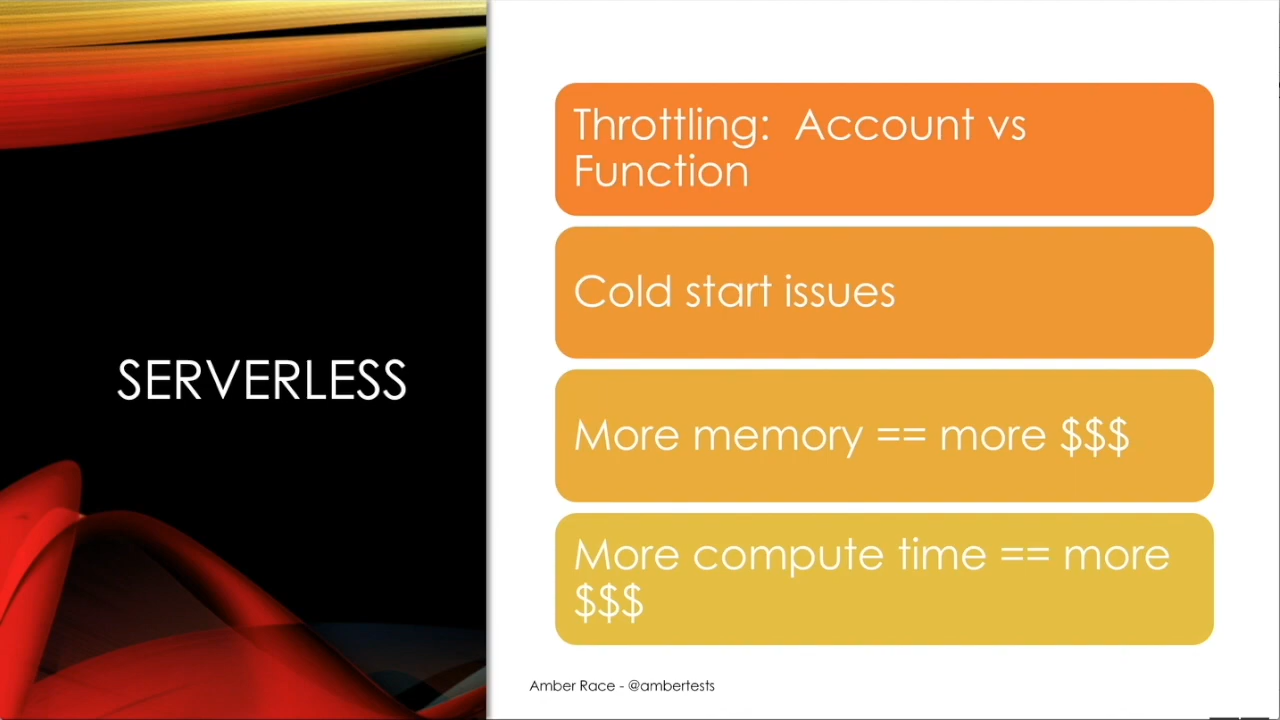 SERVERLESS
Throttling:  Account vs
Function
Cold start issues
More memory == more $$$
More compute time == more
$$$
Amber Race - @ambertests